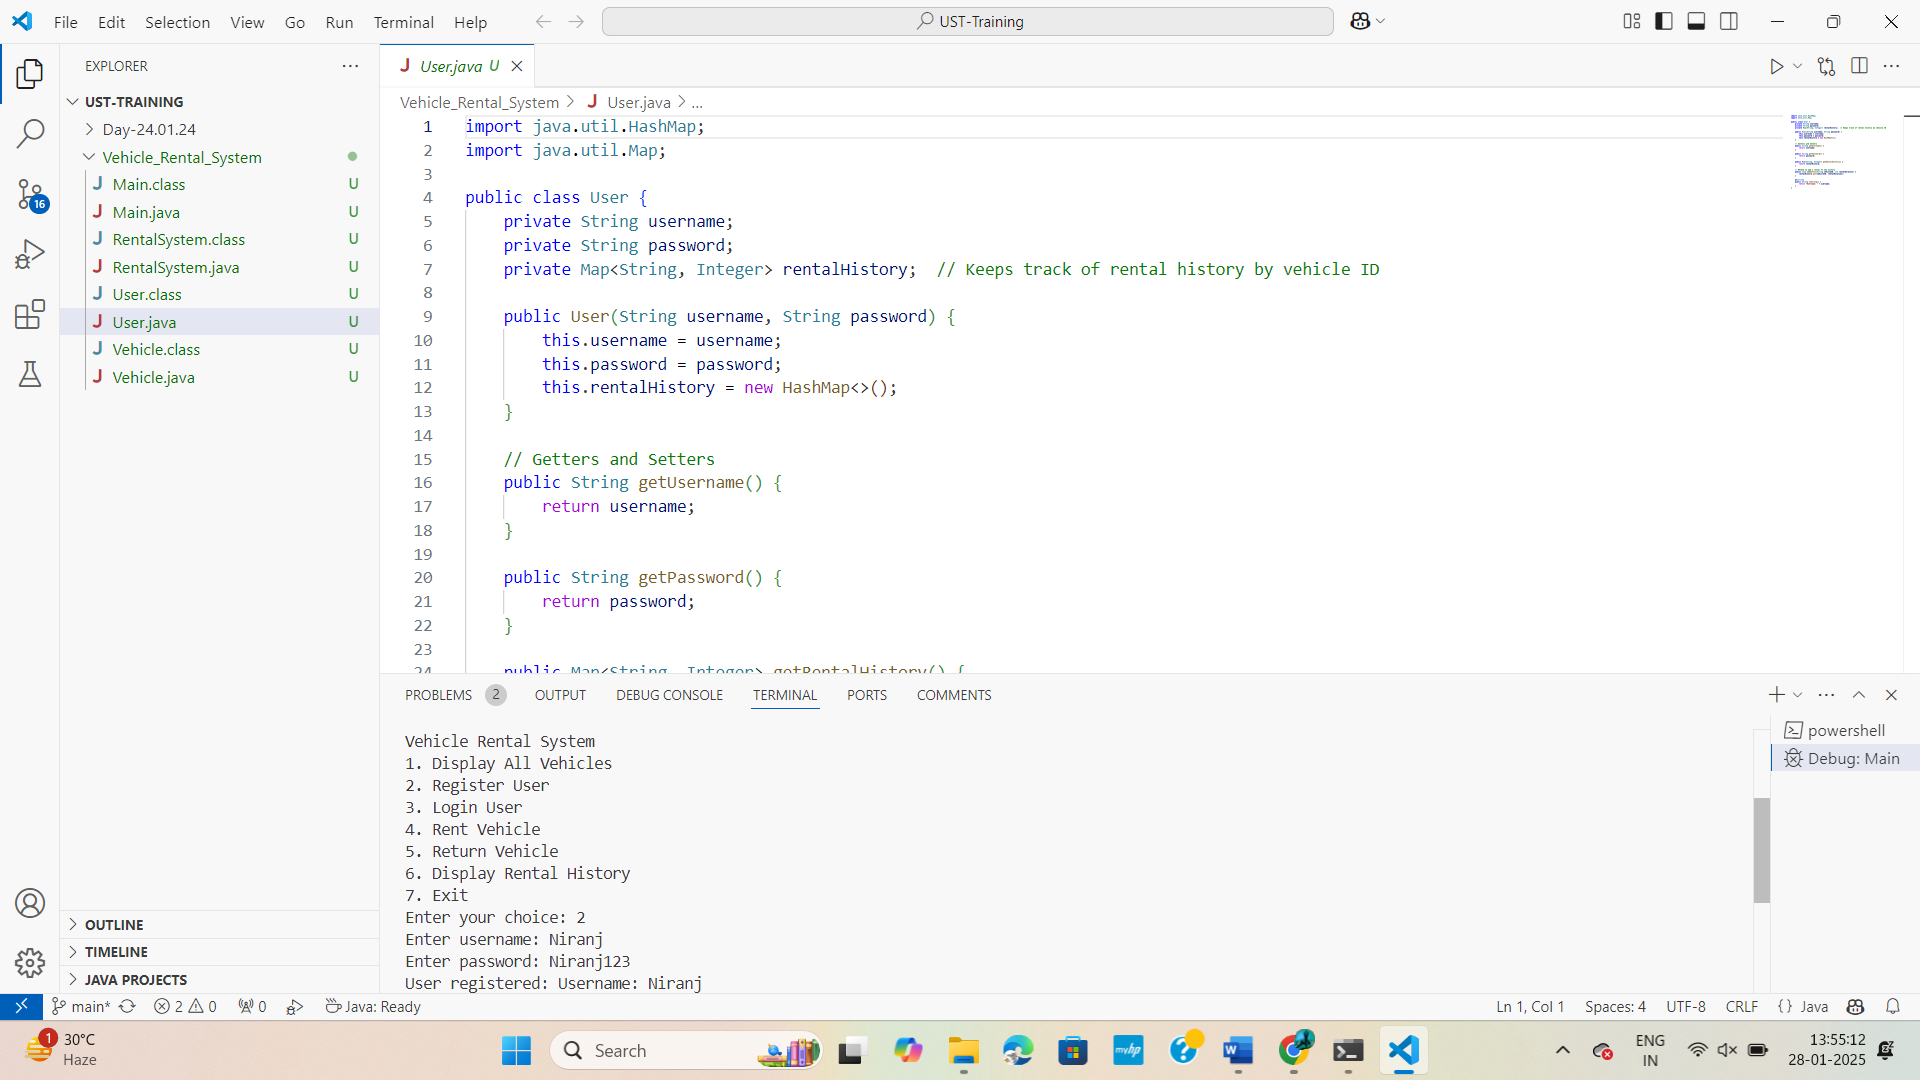 File Edit Selection View Go Run Terminal Help
UST-Training
EXPLORER
UST-TRAINING
Day-24.01.24
Vehicle_Rental_System
J Main.class U
J Main.java U
J RentalSystem.class U
J RentalSystem.java U
J User.class U
J User.java U
J Vehicle.class U
J Vehicle.java U
16
OUTLINE
TIMELINE
JAVA PROJECTS
J User.java U
Vehicle_Rental_System > J User.java > ...
1 import java.util.HashMap;
2 import java.util.Map;
3
4 public class User {
5 private String username;
6 private String password;
7 private Map<String, Integer> rentalHistory; // Keeps track of rental history by vehicle ID
8
9 public User(String username, String password) {
10 this.username = username;
11 this.password = password;
12 this.rentalHistory = new HashMap<>();
13 }
14
15 // Getters and Setters
16 public String getUsername() {
17 return username;
18 }
19
20 public String getPassword() {
21 return password;
22 }
23
24 public Map<String, Integer> getRentalHistory() {
PROBLEMS 2 OUTPUT DEBUG CONSOLE TERMINAL PORTS COMMENTS
Vehicle Rental System
1. Display All Vehicles
2. Register User
3. Login User
4. Rent Vehicle
5. Return Vehicle
6. Display Rental History
7. Exit
Enter your choice: 2
Enter username: Niranj
Enter password: Niranj123
User registered: Username: Niranj
powershell
Debug: Main
main* 2 0 0 Java: Ready
Ln 1, Col 1 Spaces: 4 UTF-8 CRLF {} Java
1
30°C
Haze
Search
myhp
W
ENG
IN
13:55:12
28-01-2025